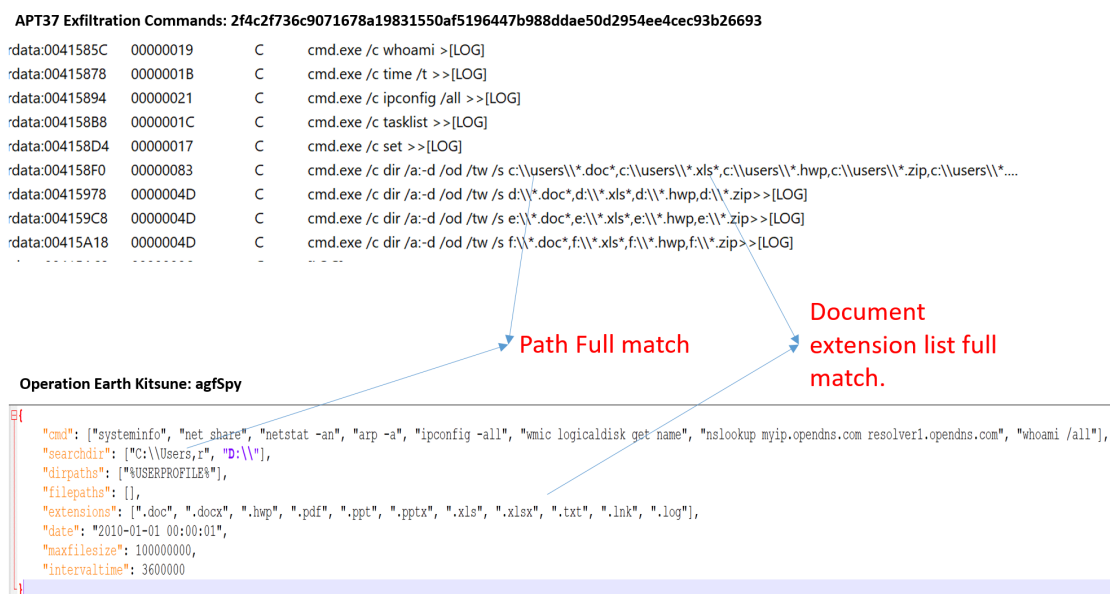 APT37 Exfiltration Commands: 2f4c2f736c9071678a19831550af5196447b988ddae50d2954ee4cec93b26693
rdata:0041585C 00000019 C cmd.exe /c whoami >[LOG]
rdata:00415878 0000001B C cmd.exe /c time /t >>[LOG]
rdata:00415894 00000021 C cmd.exe /c ipconfig /all >>[LOG]
rdata:004158B8 0000001C C cmd.exe /c tasklist >>[LOG]
rdata:004158D4 00000017 C cmd.exe /c set >>[LOG]
rdata:004158F0 00000083 C cmd.exe /c dir /a:-d /od /tw /s c:\\users\\*.doc*,c:\\users\\*.xls*,c:\\users\\*.hwp,c:\\users\\*.zip,c:\\users\\*....
rdata:00415978 0000004D C cmd.exe /c dir /a:-d /od /tw /s d:\\*.doc*,d:\\*.xls*,d:\\*.hwp,d:\\*.zip>>[LOG]
rdata:004159C8 0000004D C cmd.exe /c dir /a:-d /od /tw /s e:\\*.doc*,e:\\*.xls*,e:\\*.hwp,e:\\*.zip>>[LOG]
rdata:00415A18 0000004D C cmd.exe /c dir /a:-d /od /tw /s f:\\*.doc*,f:\\*.xls*,f:\\*.hwp,f:\\*.zip>>[LOG]
Path Full match
Document
extension list full
match.
Operation Earth Kitsune: agfSpy
{
"cmd": ["systeminfo", "net share", "netstat -an", "arp -a", "ipconfig -all", "wmic logicaldisk get name", "nslookup myip.opendns.com resolver1.opendns.com", "whoami /all"],
"searchdir": ["C:\\Users,r", "D:\\"],
"dirpaths": ["%USERPROFILE%"],
"filepaths": [],
"extensions": [".doc", ".docx", ".hwp", ".pdf", ".ppt", ".pptx", ".xls", ".xlsx", ".txt", ".lnk", ".log"],
"date": "2010-01-01 00:00:01",
"maxfilesize": 100000000,
"intervaltime": 3600000
}